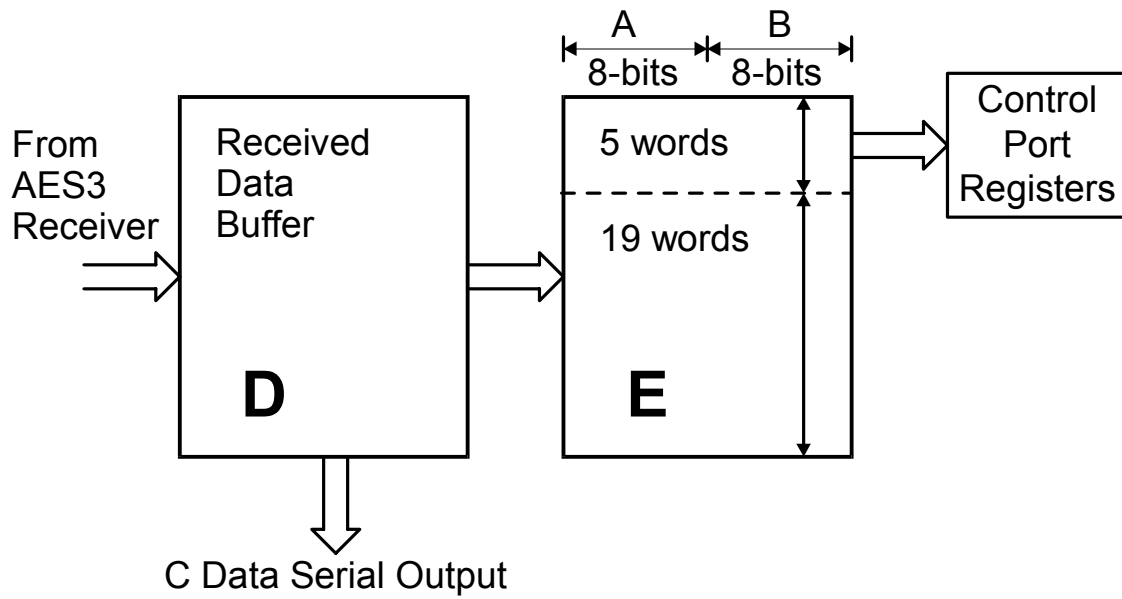 A
B
8-bits
8-bits
From
AES3
Receiver
Received
Data
Buffer
D
5 words
19 words
E
Control
Port
Registers
C Data Serial Output